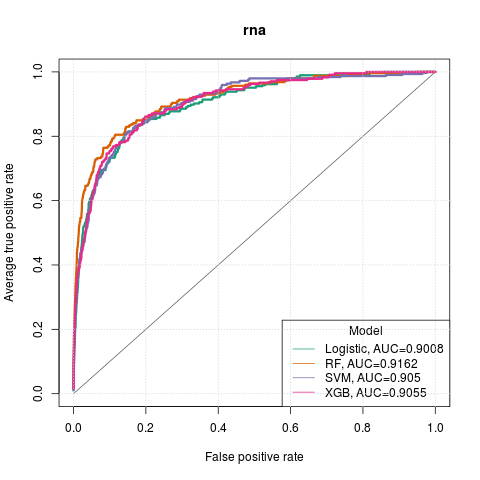 rna
Average true positive rate
1.0
0.8
0.6
0.4
0.2
0.0
Model
Logistic, AUC=0.9008
RF, AUC=0.9162
SVM, AUC=0.905
XGB, AUC=0.9055
0.0 0.2 0.4 0.6 0.8 1.0
False positive rate